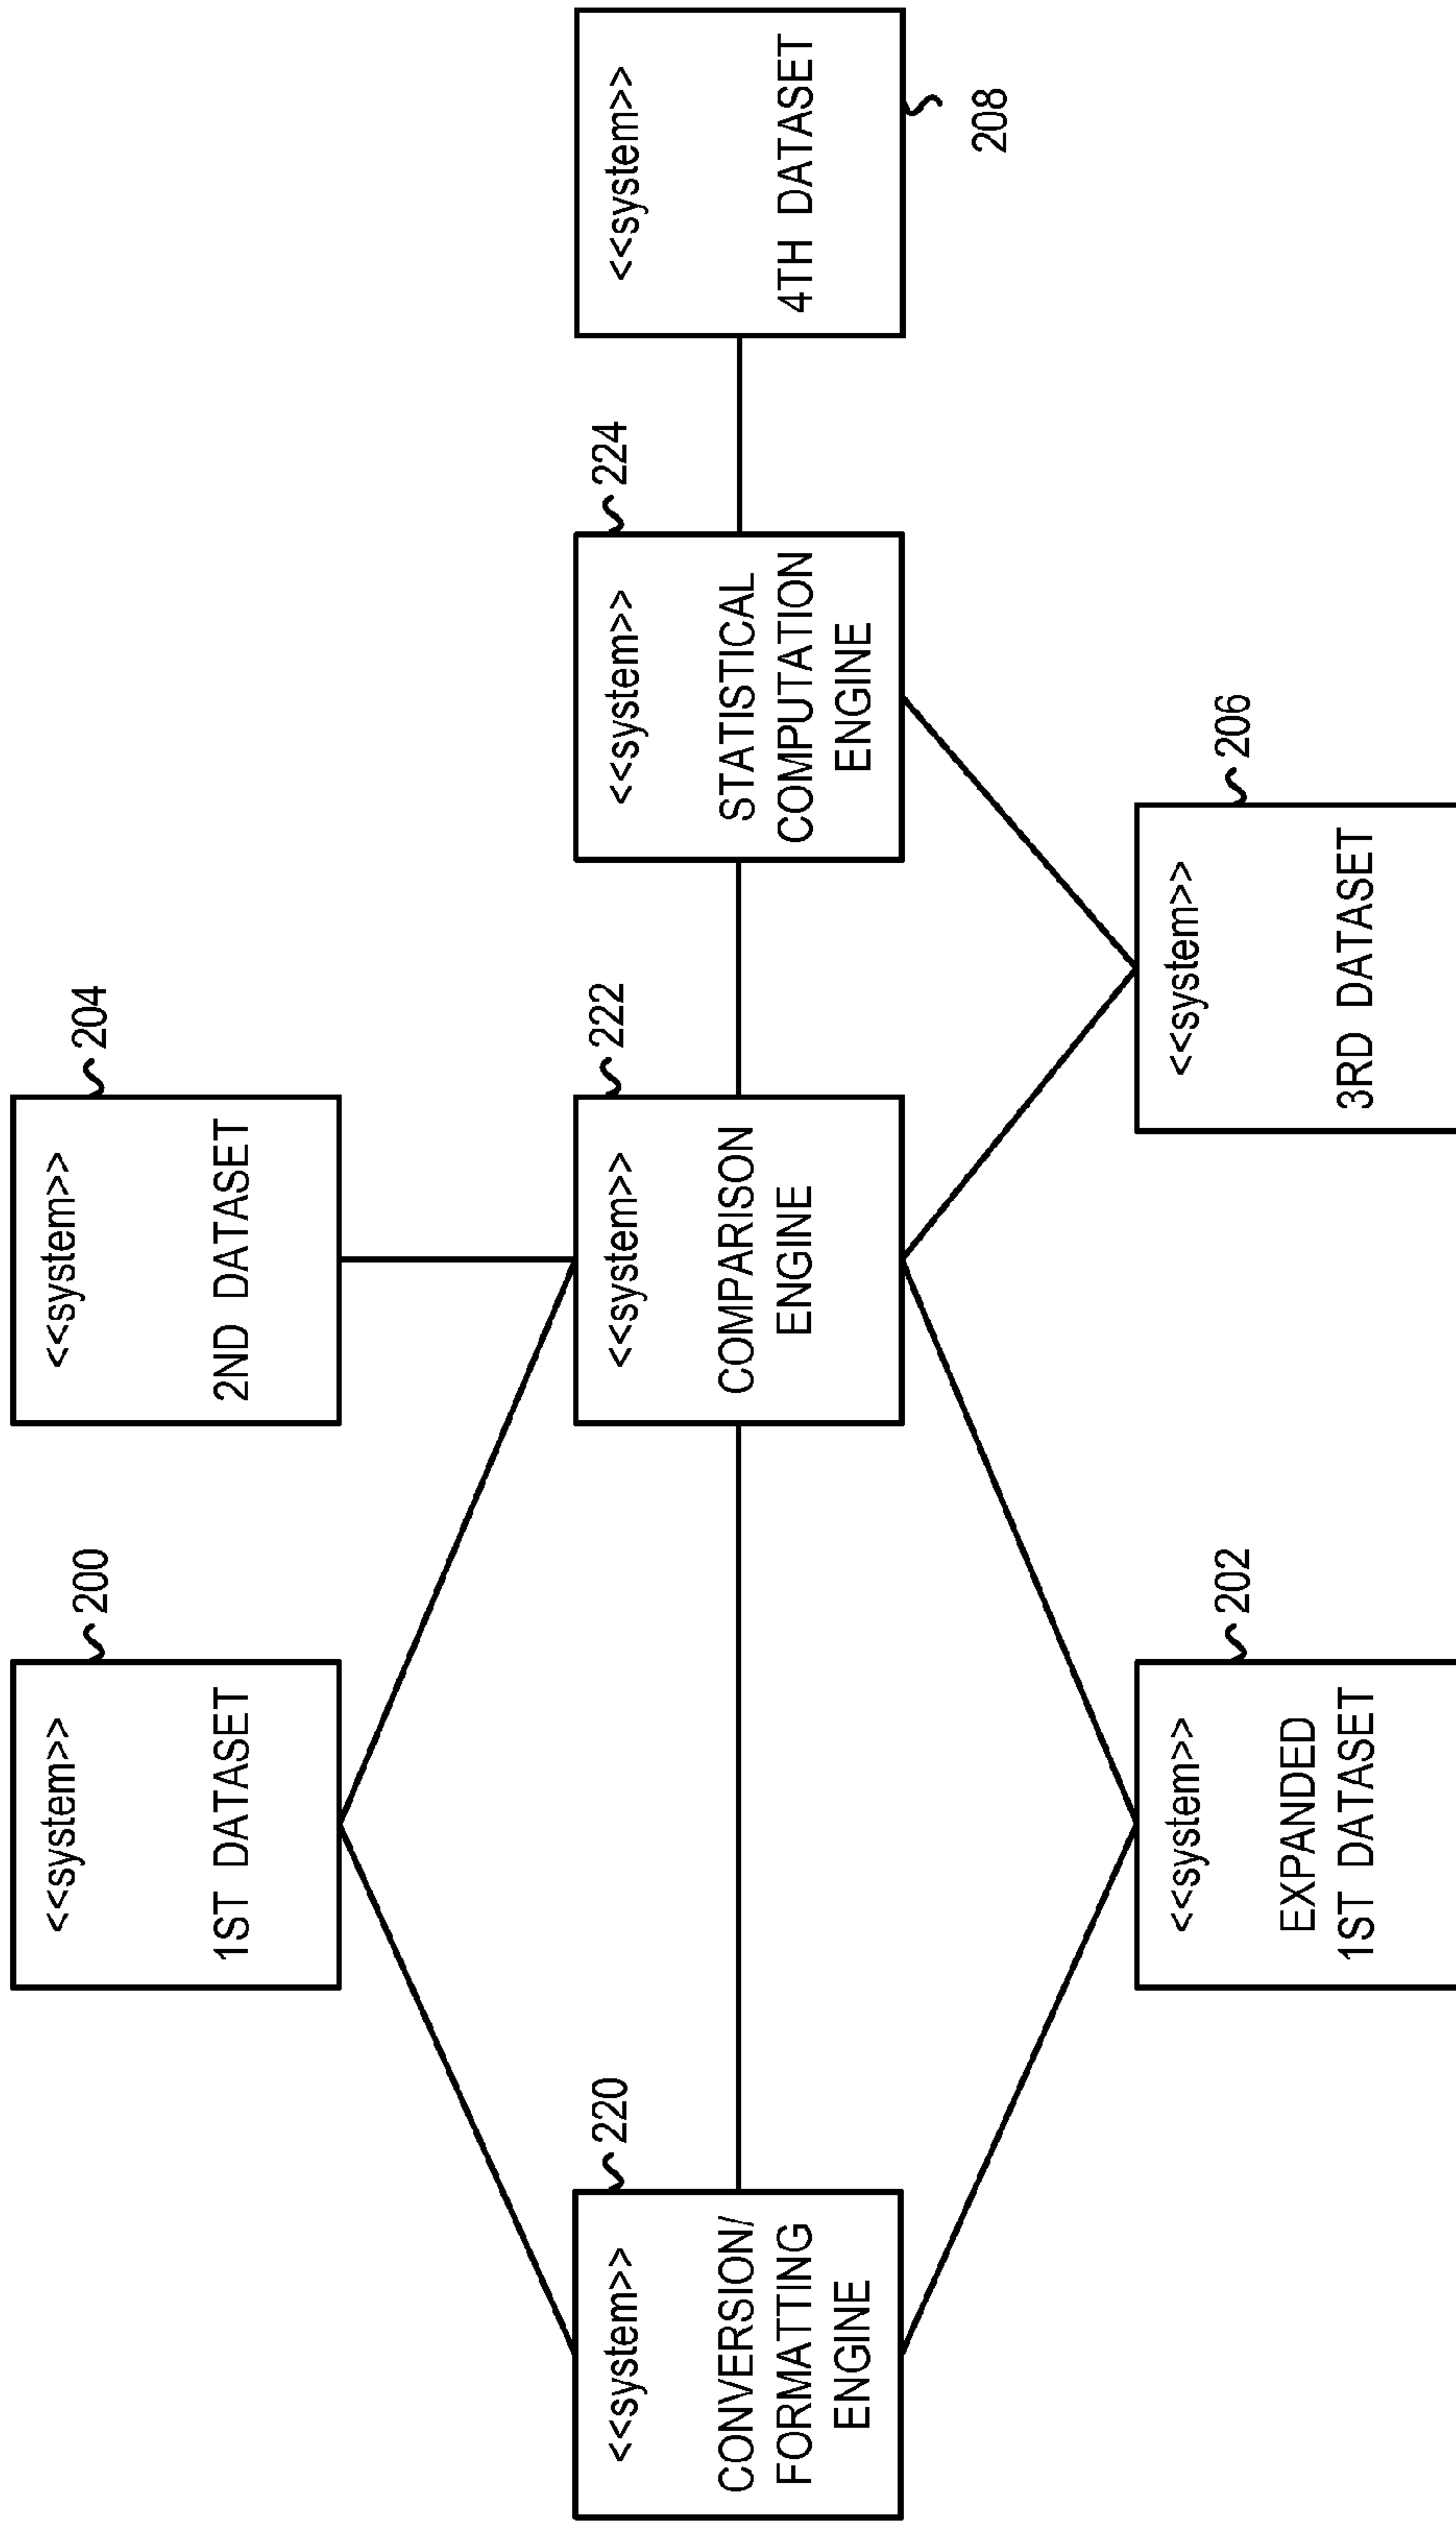 <<system>>
1ST DATASET
200
<<system>>
2ND DATASET
204
<<system>>
CONVERSION/
FORMATTING
ENGINE
220
<<system>>
COMPARISON
ENGINE
222
<<system>>
STATISTICAL
COMPUTATION
ENGINE
224
<<system>>
4TH DATASET
208
<<system>>
EXPANDED
1ST DATASET
202
<<system>>
3RD DATASET
206